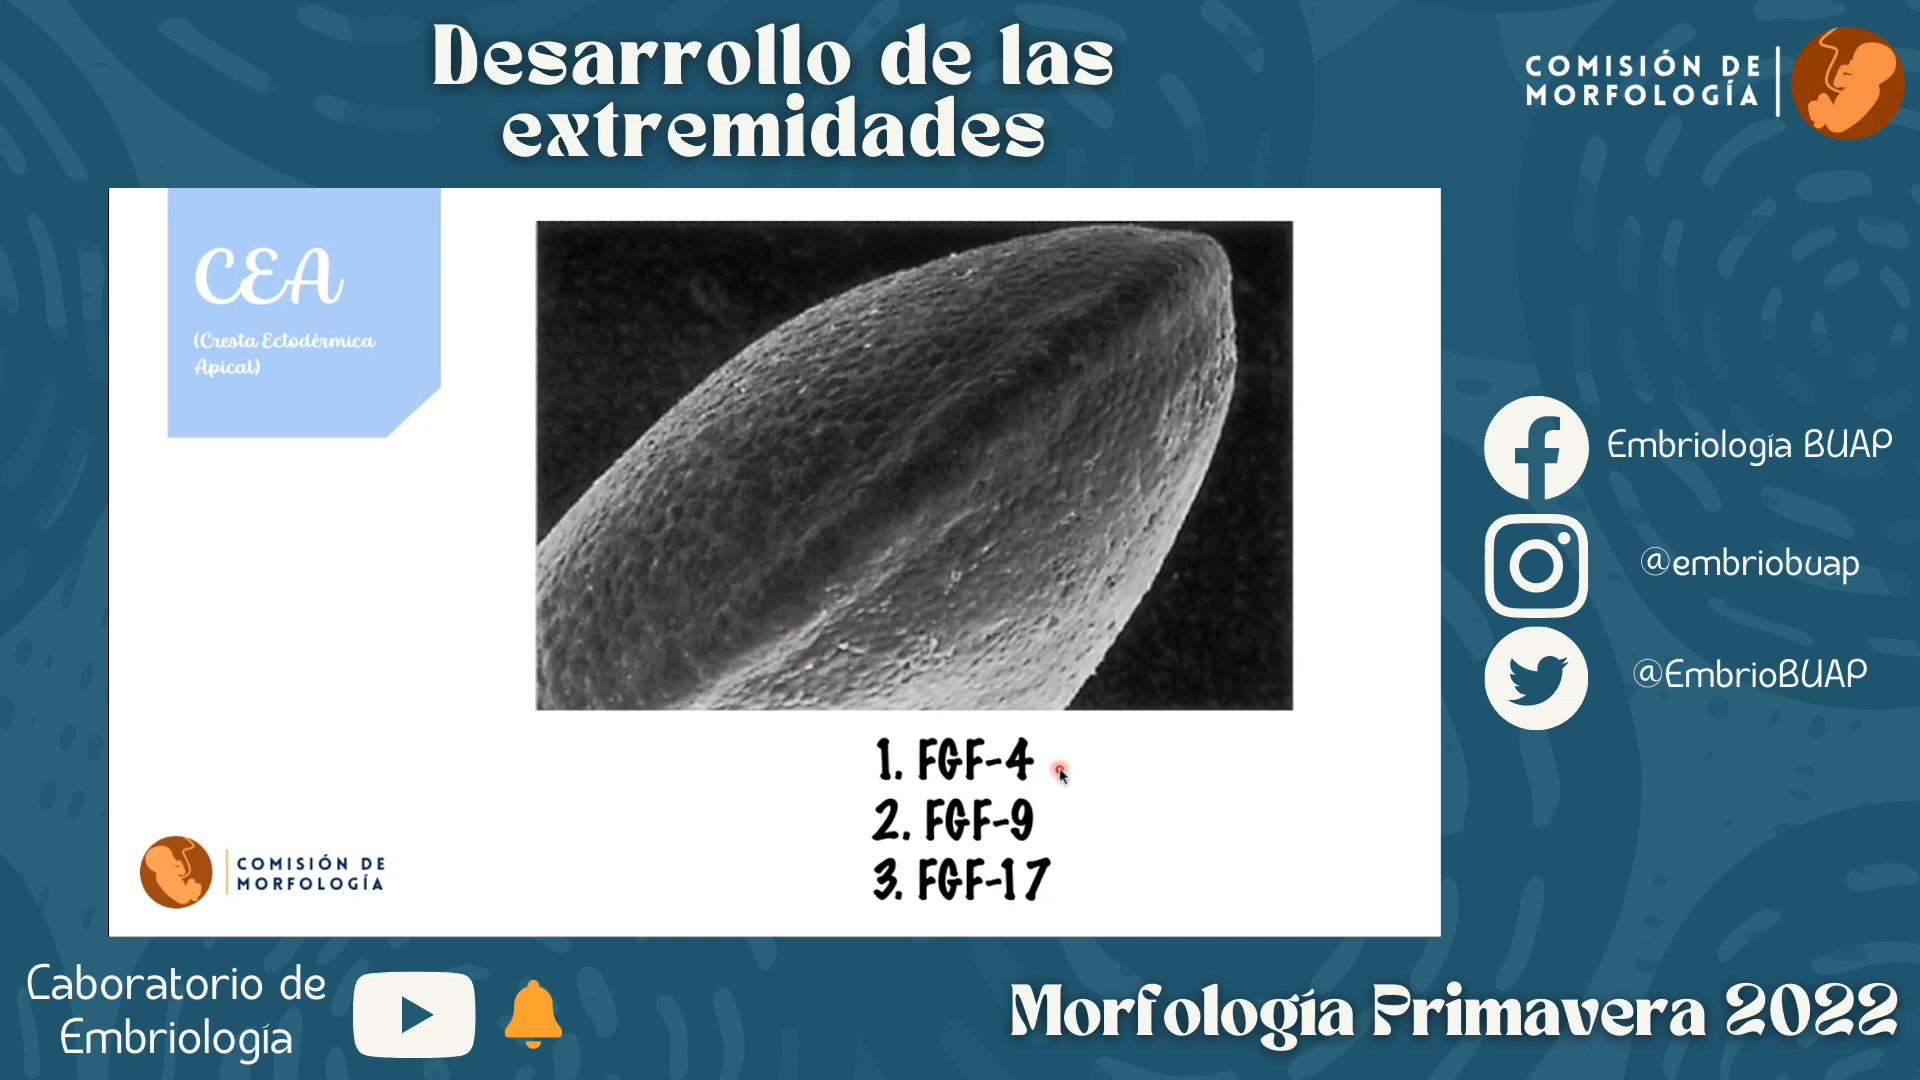 Desarrollo de las
extremidades
COMISIÓN DE
MORFOLOGÍA
CEA
(Cresta Ectodérmica
Apical)
1. FGF-4
2. FGF-9
3. FGF-17
COMISIÓN DE
MORFOLOGÍA
Embriología BUAP
@embriobuap
@EmbrioBUAP
Laboratorio de
Embriología
Morfología Primavera 2022